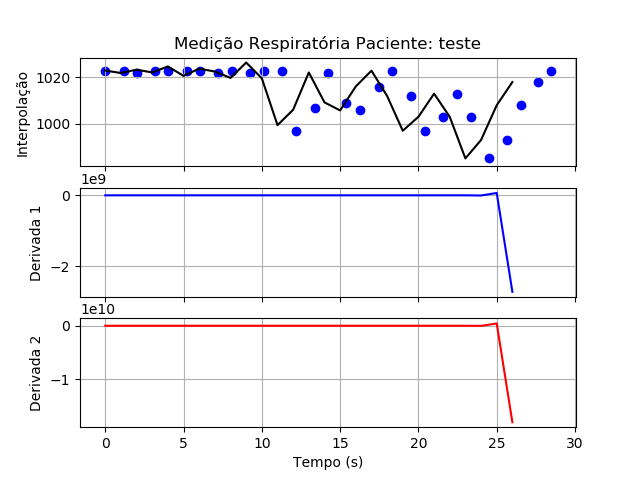 Medição Respiratória Paciente: teste
Interpolação
1020
1000
1e9
Derivada 1
0
−2
1e10
Derivada 2
0
−1
0 5 10 15 20 25 30
Tempo (s)